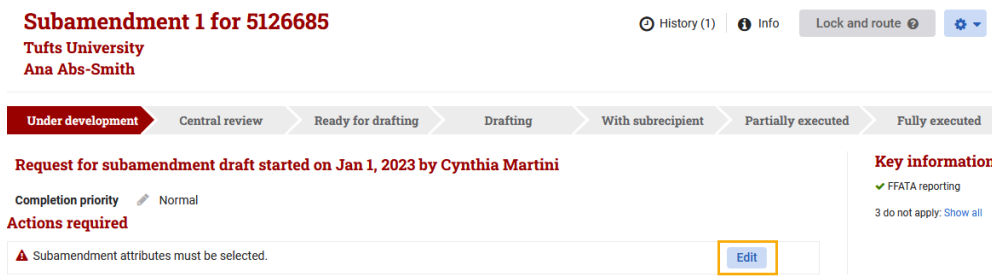 Subamendment 1 for 5126685
History (1) Info Lock and route
Tufts University
Ana Abs-Smith
Under development Central review Ready for drafting Drafting With subrecipient Partially executed Fully executed
Request for subamendment draft started on Jan 1, 2023 by Cynthia Martini
Key information
Completion priority Normal
FFATA reporting
3 do not apply: Show all
Actions required
Subamendment attributes must be selected. Edit